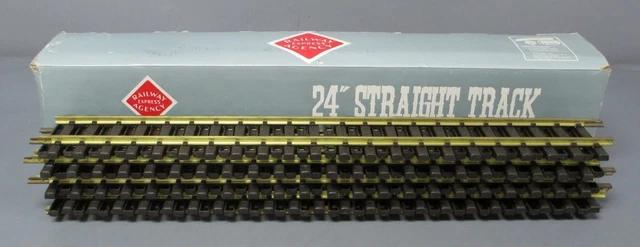 RAILWAY
EXPRESS
AGENCY
RAILWAY
EXPRESS
AGENCY
24" STRAIGHT TRACK